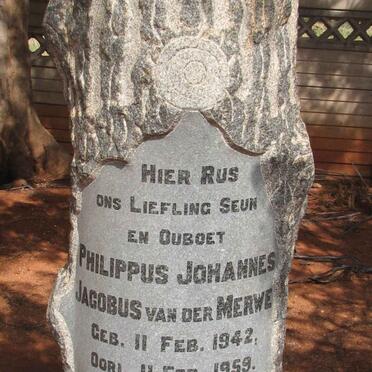 HIER RUS
ONS LIEFLING SEUN
EN OUBOET
PHILIPPUS JOHANNES
JACOBUS VAN DER MERWE
GEB. 11 FEB. 1942,
OORL. 11 FEB. 1959.